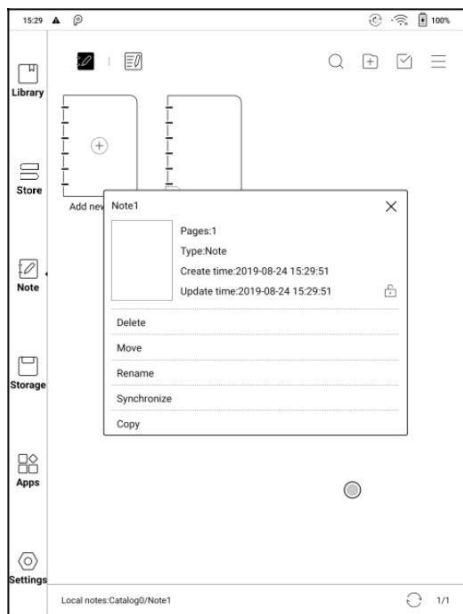 15:29
100%
Library
Store
Note
Storage
Apps
Settings
Add new
Note1
Pages:1
Type:Note
Create time:2019-08-24 15:29:51
Update time:2019-08-24 15:29:51
Delete
Move
Rename
Synchronize
Copy
Local notes:Catalog0/Note1
1/1